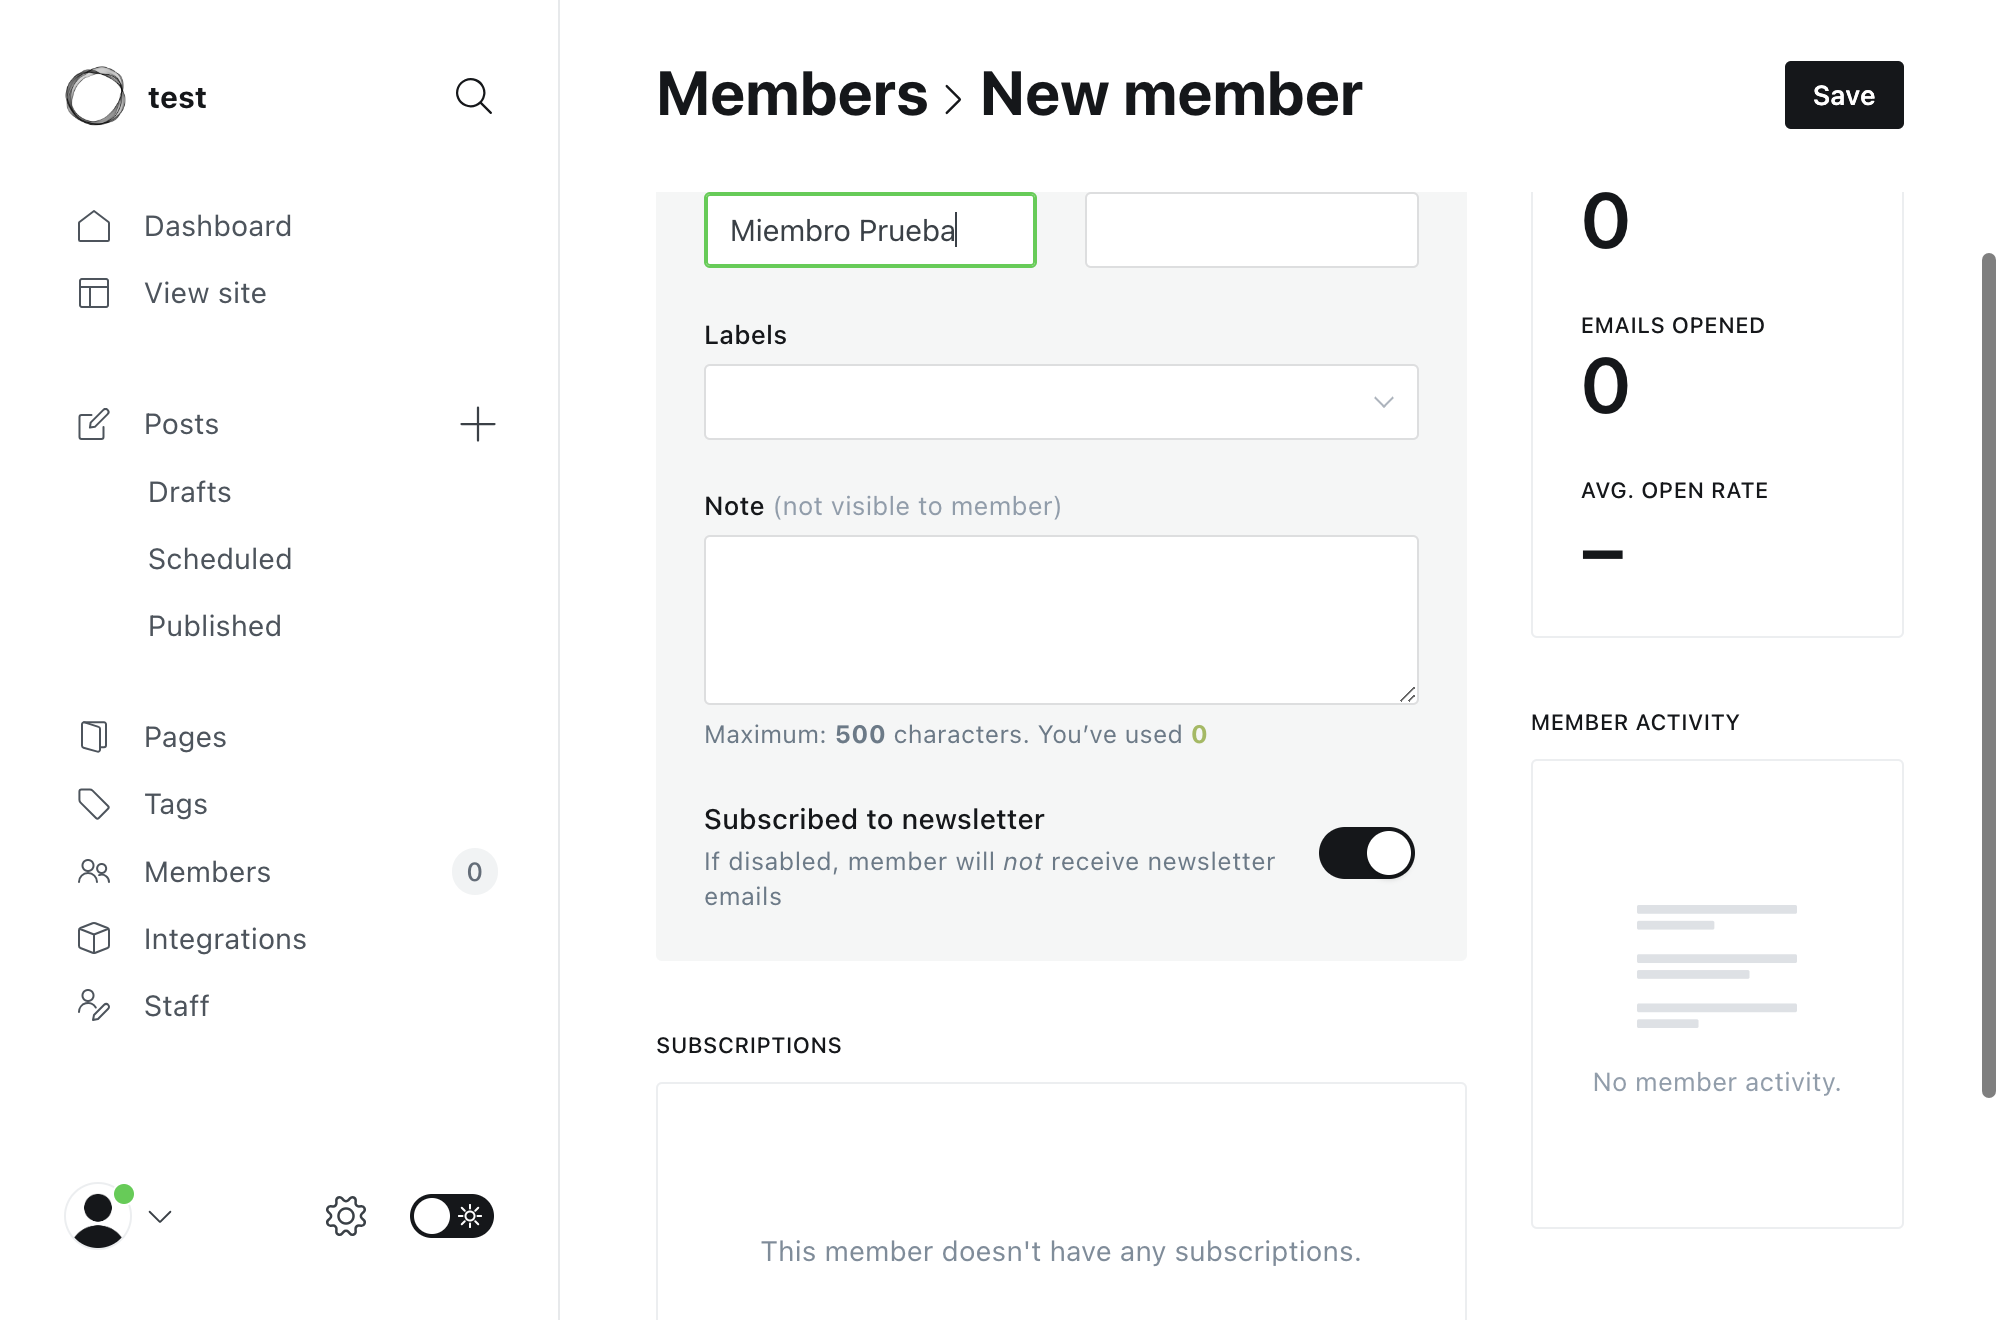 test
Dashboard
View site
Posts
Drafts
Scheduled
Published
Pages
Tags
Members 0
Integrations
Staff
Members › New member
Save
Miembro Prueba
Labels
Note (not visible to member)
Maximum: 500 characters. You’ve used 0
Subscribed to newsletter
If disabled, member will not receive newsletter
emails
SUBSCRIPTIONS
This member doesn't have any subscriptions.
0
EMAILS OPENED
0
AVG. OPEN RATE
–
MEMBER ACTIVITY
No member activity.